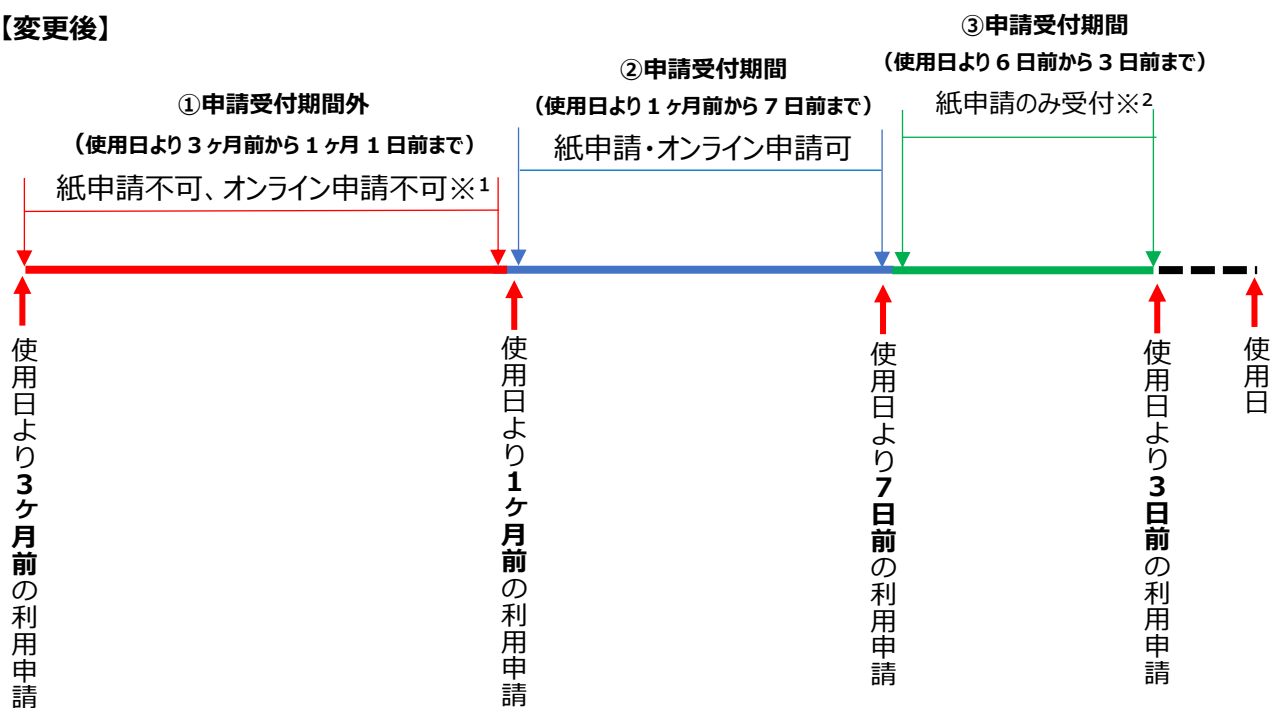 【変更後】
①申請受付期間外
（使用日より3ヶ月前から1ヶ月1日前まで）
紙申請不可、オンライン申請不可※1
②申請受付期間
（使用日より1ヶ月前から7日前まで）
紙申請・オンライン申請可
③申請受付期間
（使用日より6日前から3日前まで）
紙申請のみ受付※2
使用日より3ヶ月前の利用申請
使用日より1ヶ月前の利用申請
使用日より7日前の利用申請
使用日より3日前の利用申請
使用日